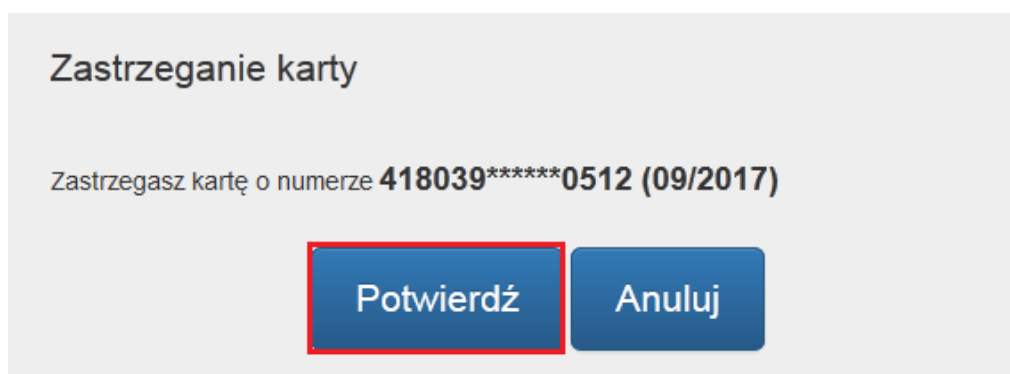 Zastrzeganie karty
Zastrzegasz kartę o numerze 418039******0512 (09/2017)
Potwierdź Anuluj